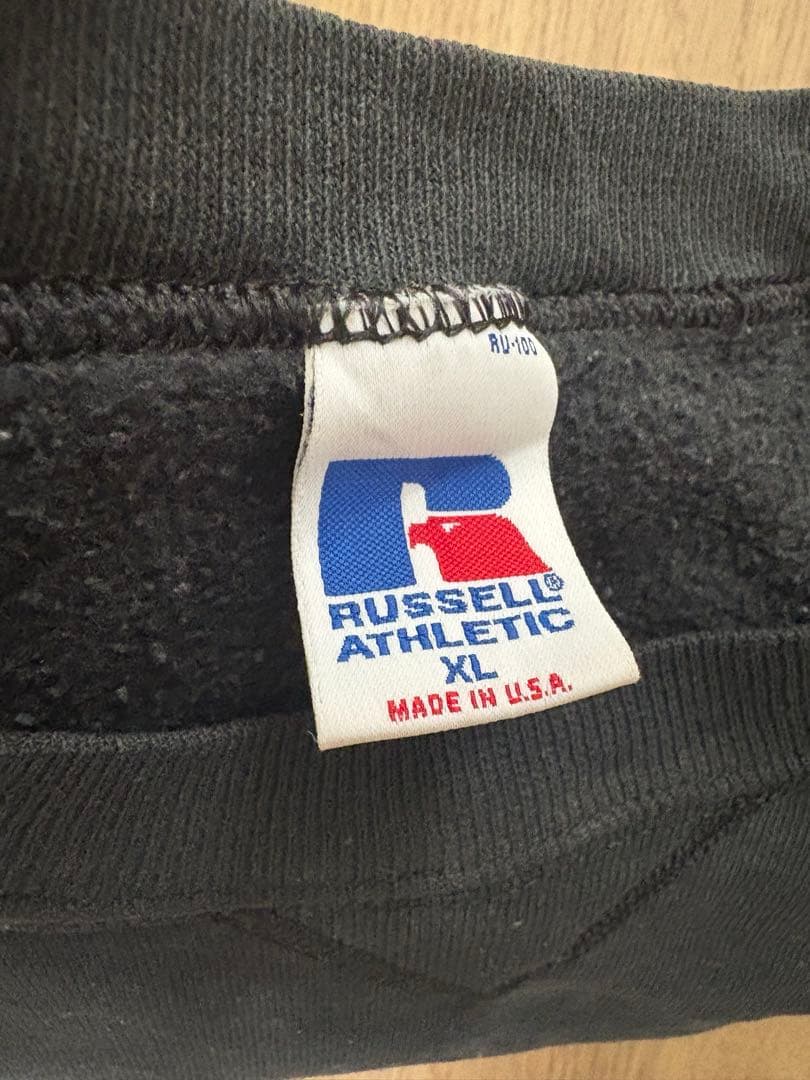 RU-100
RUSSELL®
ATHLETIC
XL
MADE IN U.S.A.